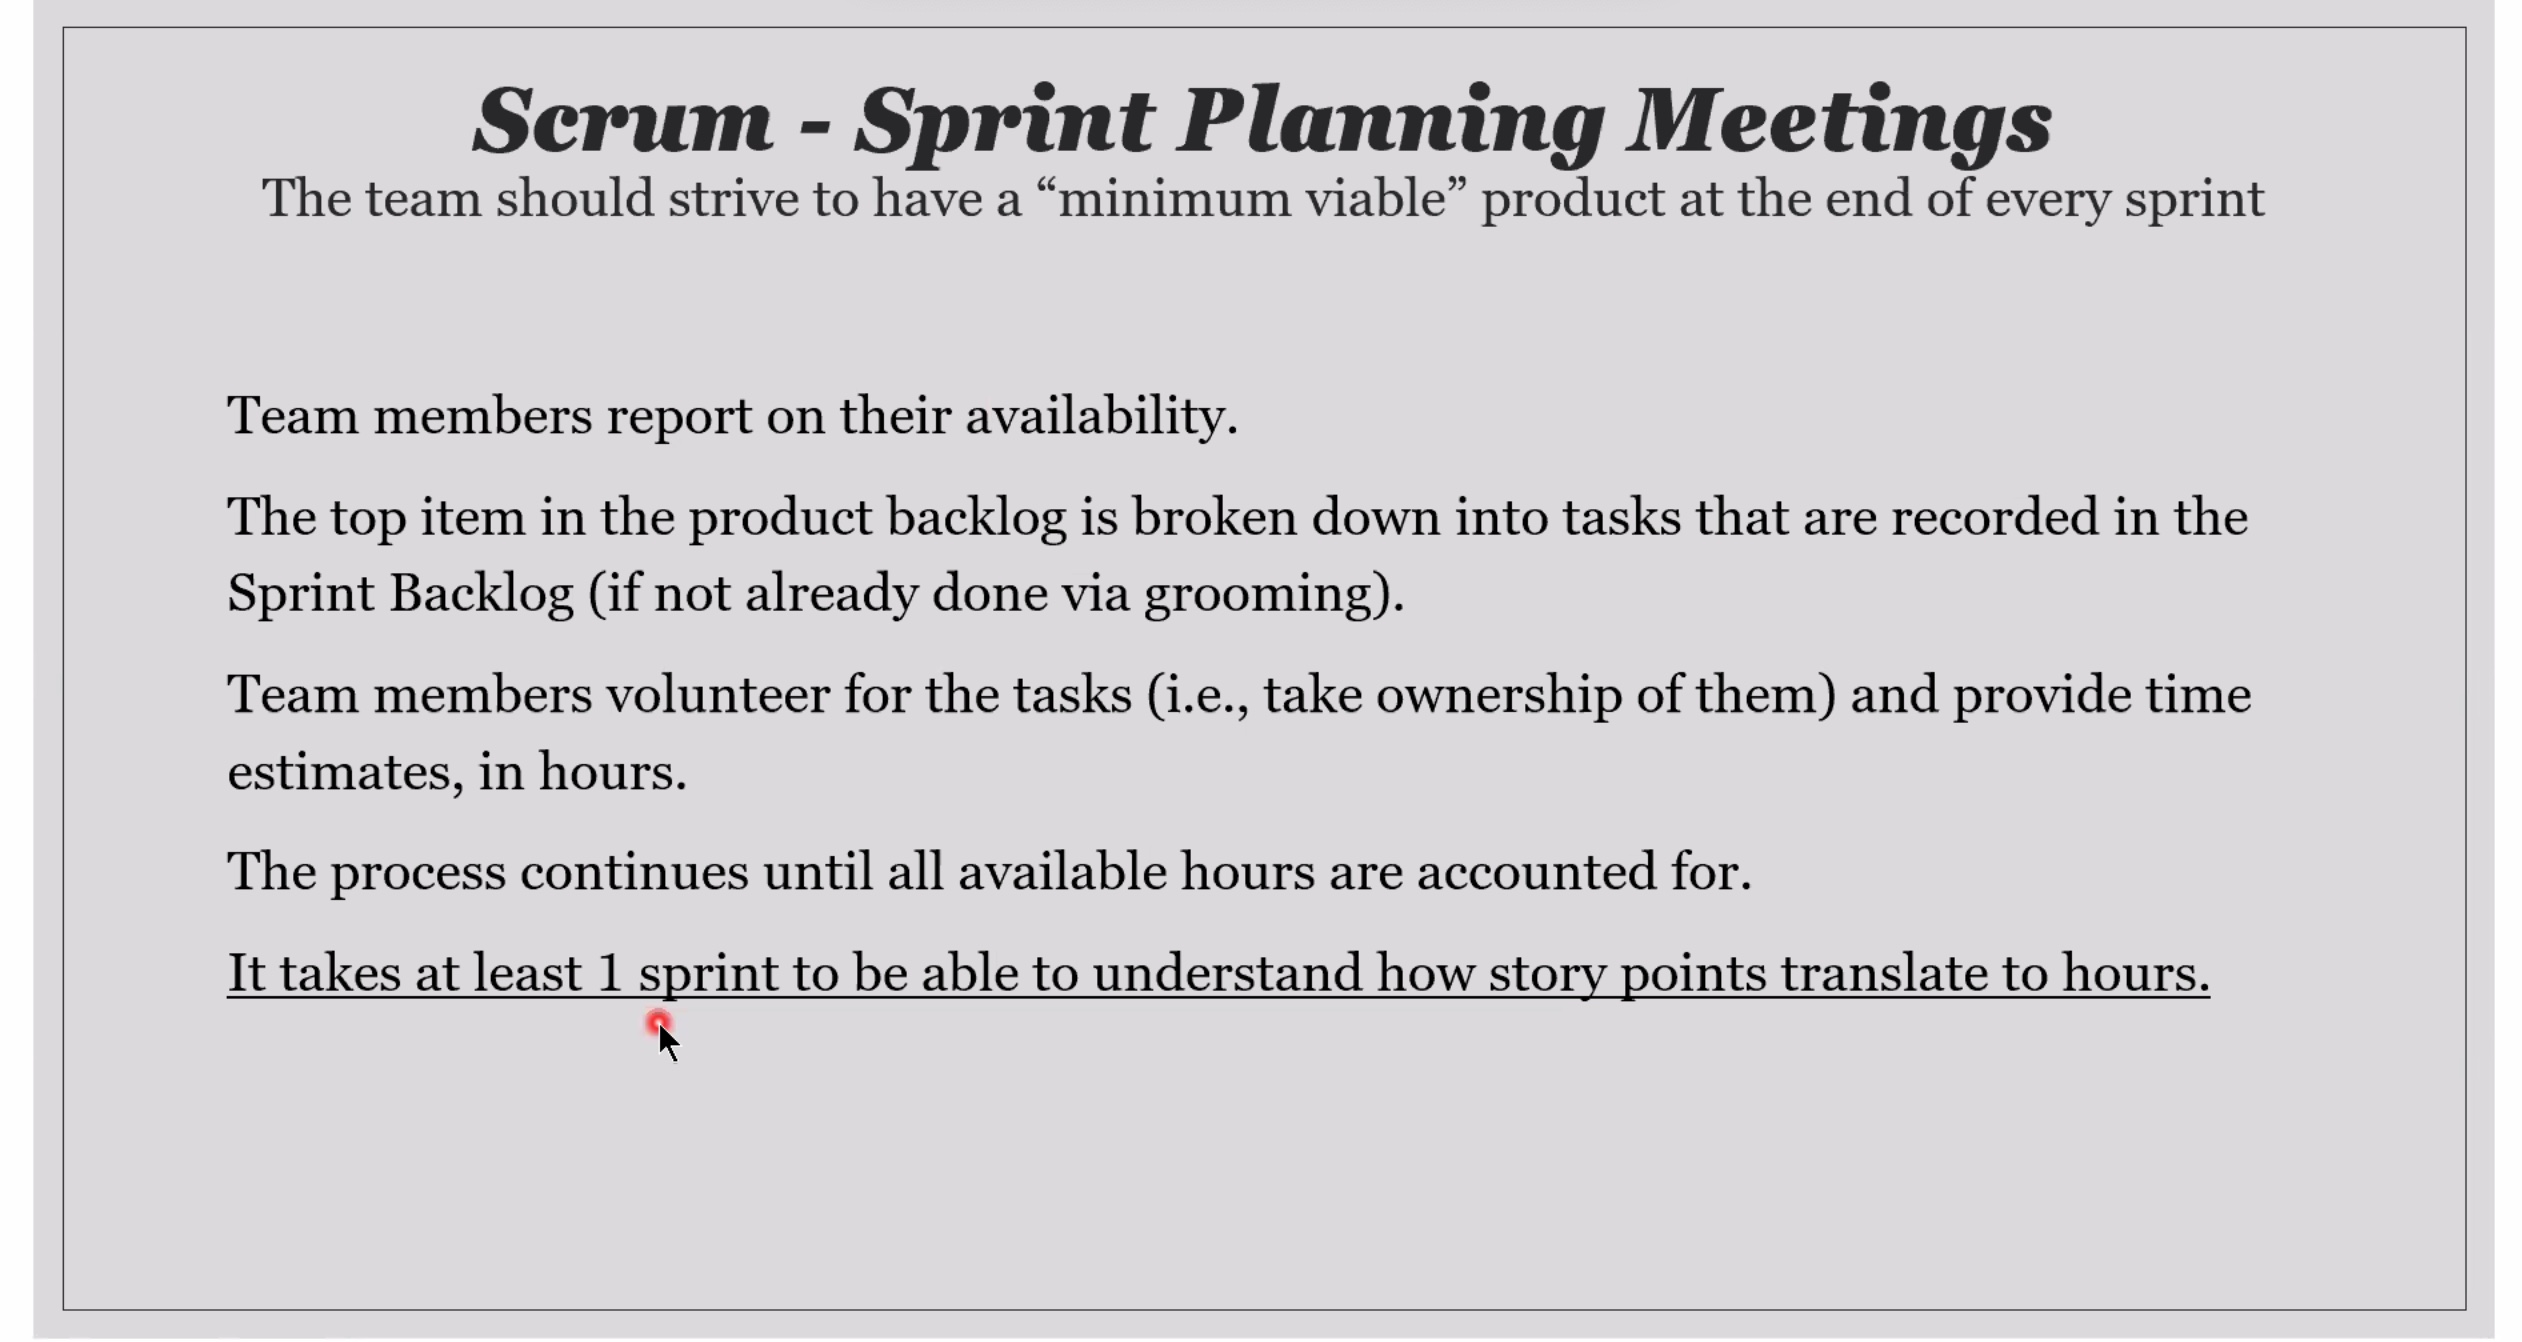 Scrum - Sprint Planning Meetings
The team should strive to have a “minimum viable” product at the end of every sprint
Team members report on their availability.
The top item in the product backlog is broken down into tasks that are recorded in the
Sprint Backlog (if not already done via grooming).
Team members volunteer for the tasks (i.e., take ownership of them) and provide time
estimates, in hours.
The process continues until all available hours are accounted for.
It takes at least 1 sprint to be able to understand how story points translate to hours.